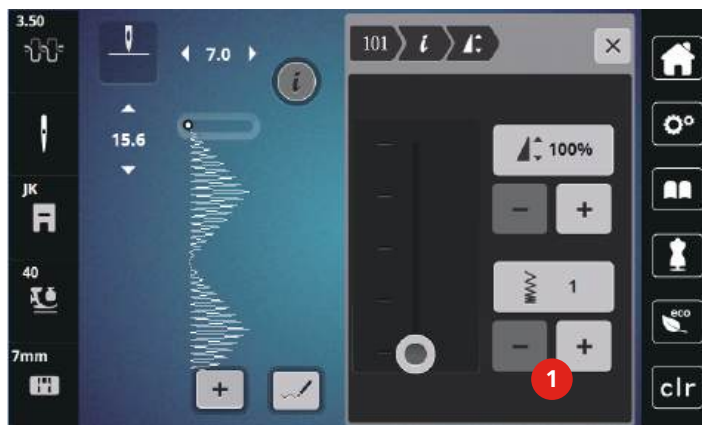 3.50
7.0
101 i
×
i
15.6
100%
JK
- +
1
40
- +
eco
7mm
1
+
clr